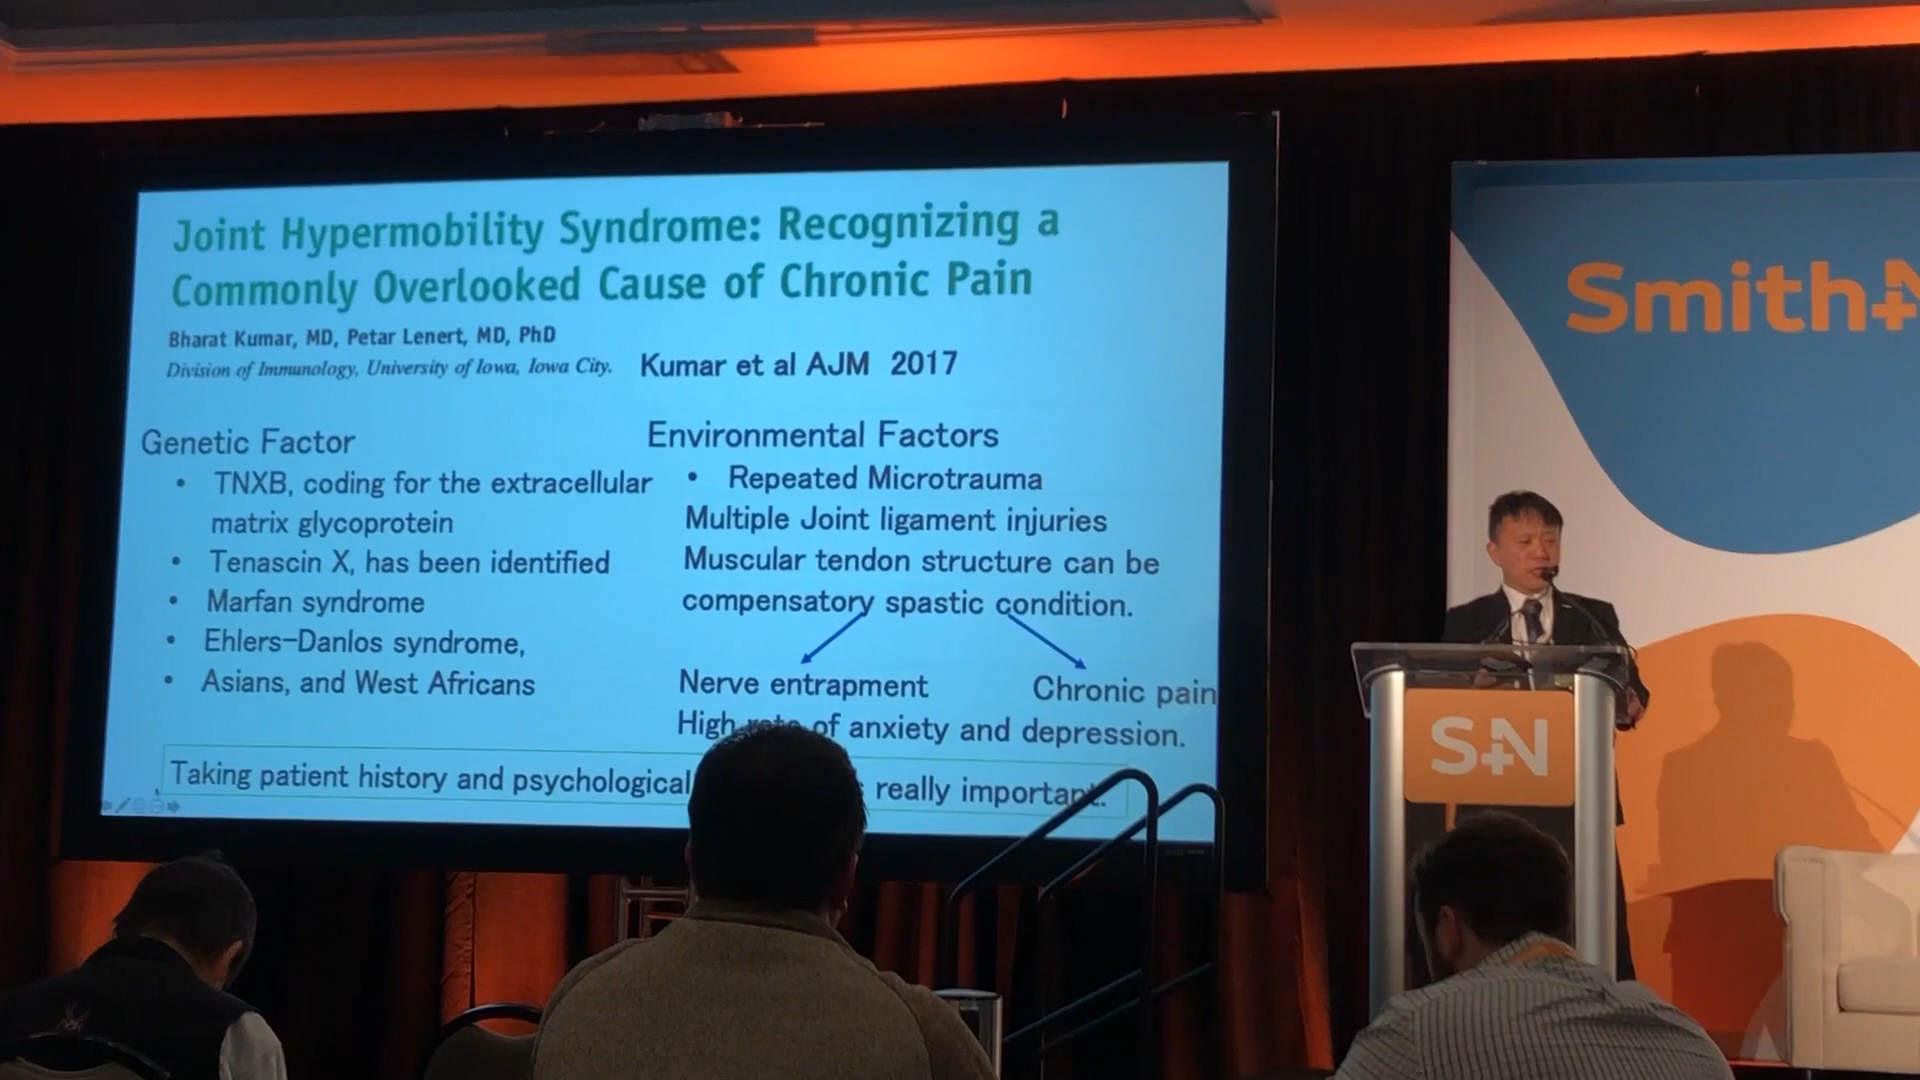 Joint Hypermobility Syndrome: Recognizing a
Commonly Overlooked Cause of Chronic Pain
Bharat Kumar, MD, Petar Lenert, MD, PhD
Division of Immunology, University of Iowa, Iowa City.
Kumar et al AJM 2017
Genetic Factor
• TNXB, coding for the extracellular
matrix glycoprotein
• Tenascin X, has been identified
• Marfan syndrome
• Ehlers-Danlos syndrome,
• Asians, and West Africans
Environmental Factors
• Repeated Microtrauma
Multiple Joint ligament injuries
Muscular tendon structure can be
compensatory spastic condition.
Nerve entrapment
Chronic pain
High rate of anxiety and depression.
Taking patient history and psychological really important.
Smith+N
S+N